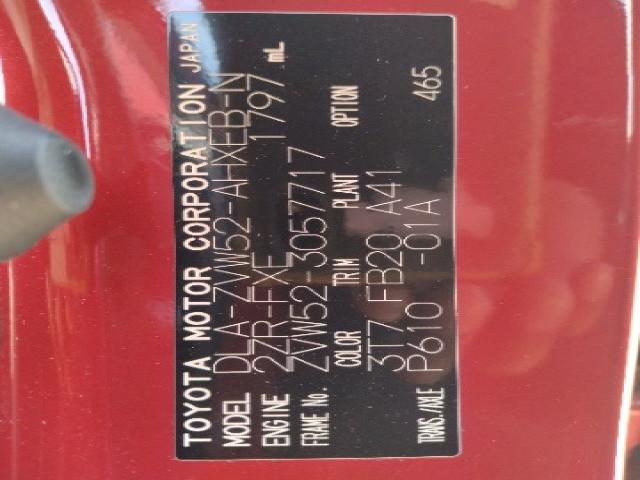 TOYOTA MOTOR CORPORATION JAPAN
MODEL DLA-ZVW52-AHXEB-N
ENGINE 2ZR-FXE 1797 mL
FRAME No. ZVW52-3057717
COLOR TRIM PLANT OPTION
3T7 FB20 A41
TRANS./AXLE P610 -01A 465